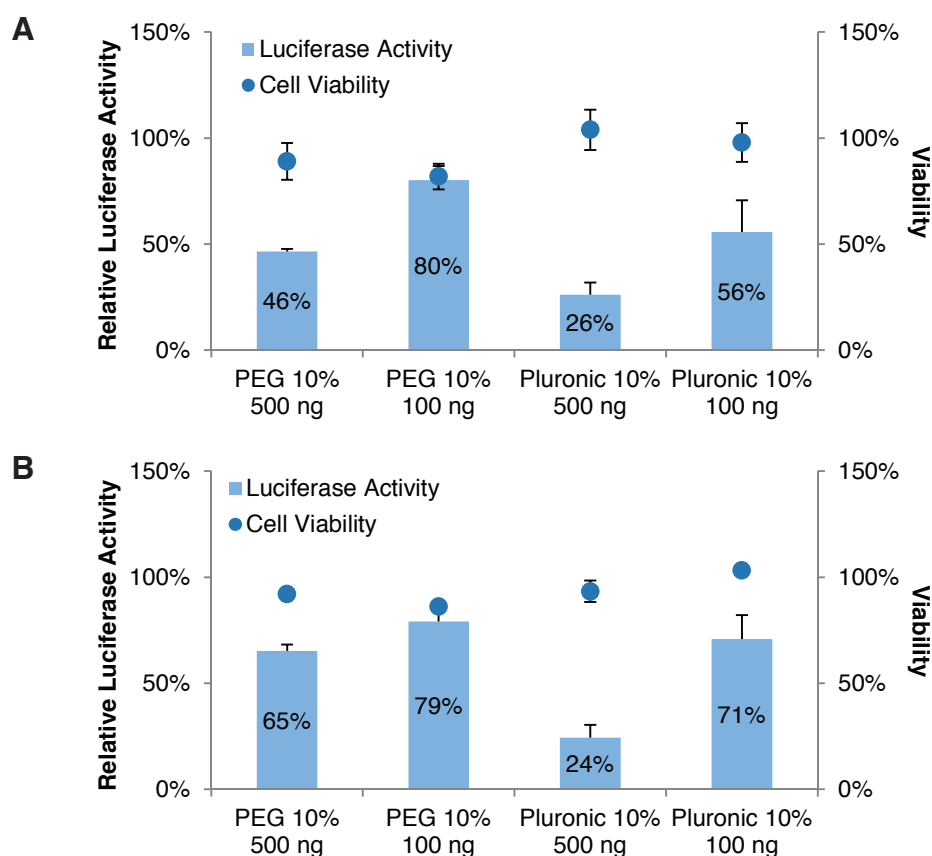 A
150%
100%
50%
0%
Relative Luciferase Activity
Luciferase Activity
Cell Viability
46%
80%
26%
56%
150%
100%
50%
0%
Viability
PEG 10%
500 ng
PEG 10%
100 ng
Pluronic 10%
500 ng
Pluronic 10%
100 ng
B
150%
100%
50%
0%
Relative Luciferase Activity
Luciferase Activity
Cell Viability
65%
79%
24%
71%
150%
100%
50%
0%
Viability
PEG 10%
500 ng
PEG 10%
100 ng
Pluronic 10%
500 ng
Pluronic 10%
100 ng